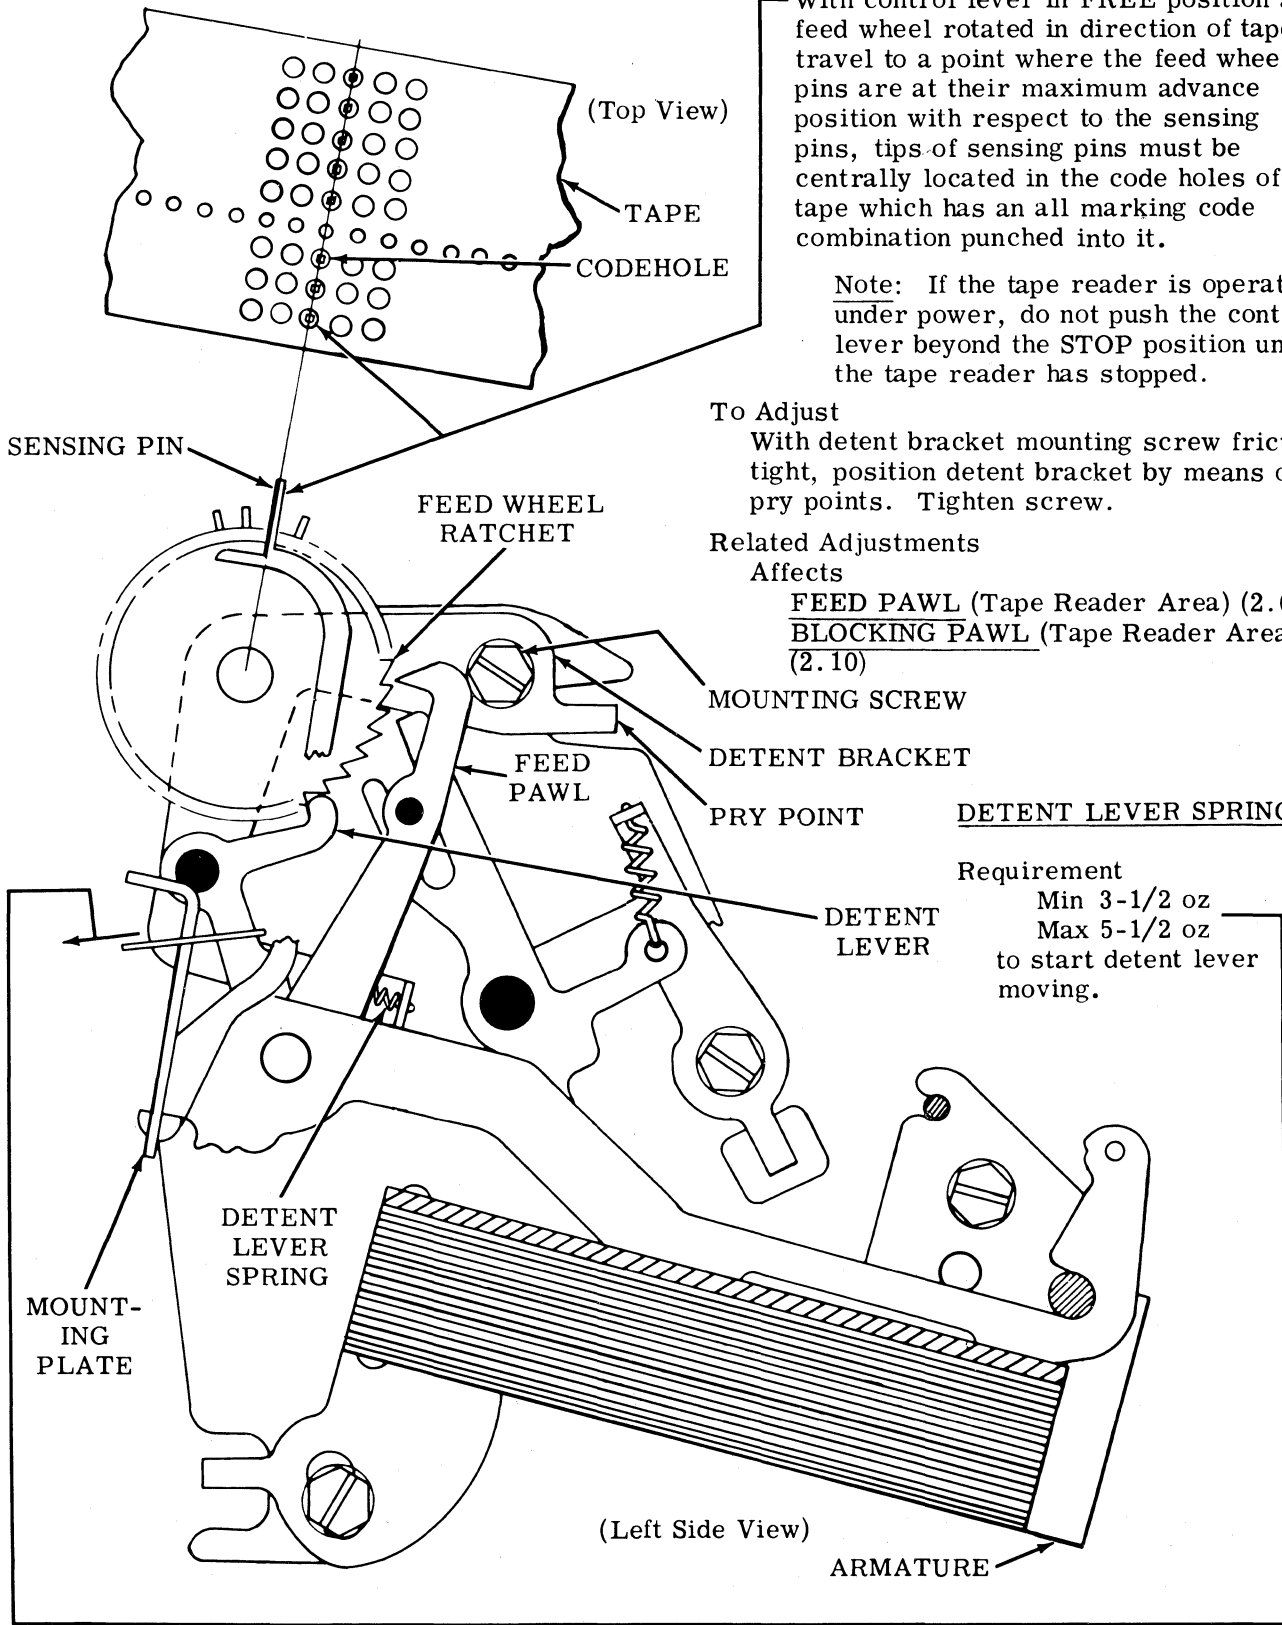 With control lever in FREE position
feed wheel rotated in direction of tape
travel to a point where the feed whee
pins are at their maximum advance
position with respect to the sensing
pins, tips of sensing pins must be
centrally located in the code holes of
tape which has an all marking code
combination punched into it.
Note: If the tape reader is operat
under power, do not push the cont
lever beyond the STOP position un
the tape reader has stopped.
To Adjust
With detent bracket mounting screw fric
tight, position detent bracket by means o
pry points. Tighten screw.
Related Adjustments
Affects
FEED PAWL (Tape Reader Area) (2.
BLOCKING PAWL (Tape Reader Area
(2.10)
(Top View)
TAPE
CODEHOLE
SENSING PIN
FEED WHEEL
RATCHET
MOUNTING SCREW
DETENT BRACKET
FEED
PAWL
PRY POINT
DETENT LEVER SPRING
Requirement
Min 3-1/2 oz
Max 5-1/2 oz
to start detent lever
moving.
DETENT
LEVER
DETENT
LEVER
SPRING
MOUNT-
ING
PLATE
(Left Side View)
ARMATURE